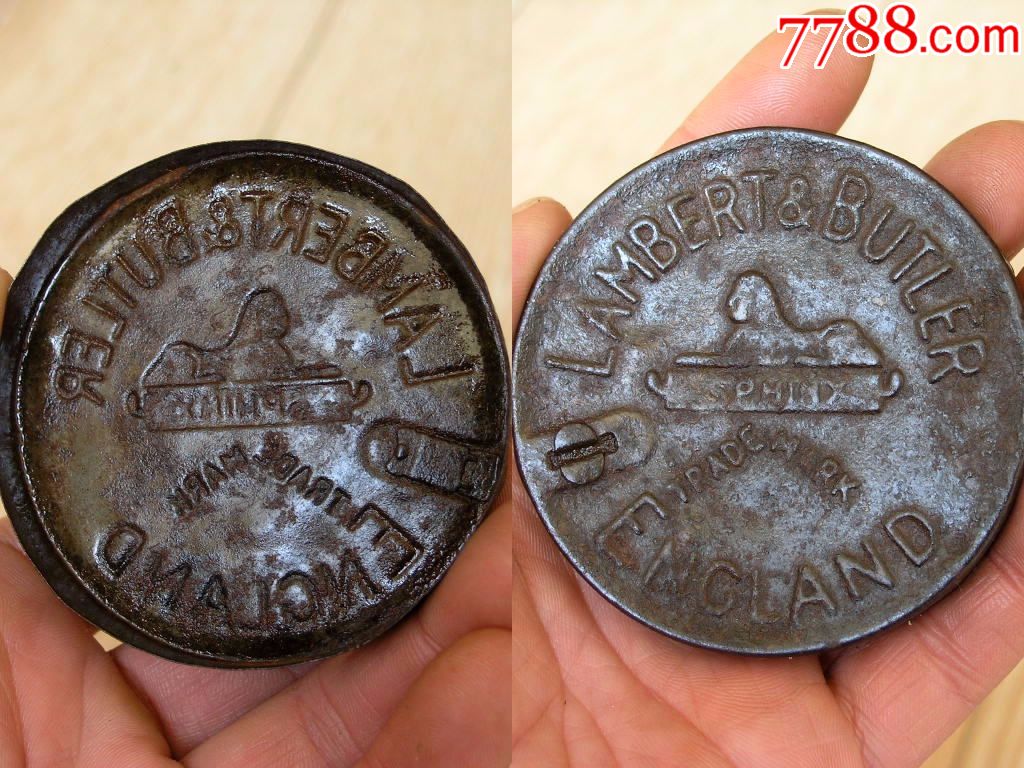 7788.com
LAMBERT & BUTLER
SPHINX
TRADE MARK
ENGLAND
LAMBERT & BUTLER
SPHINX
TRADE MARK
ENGLAND